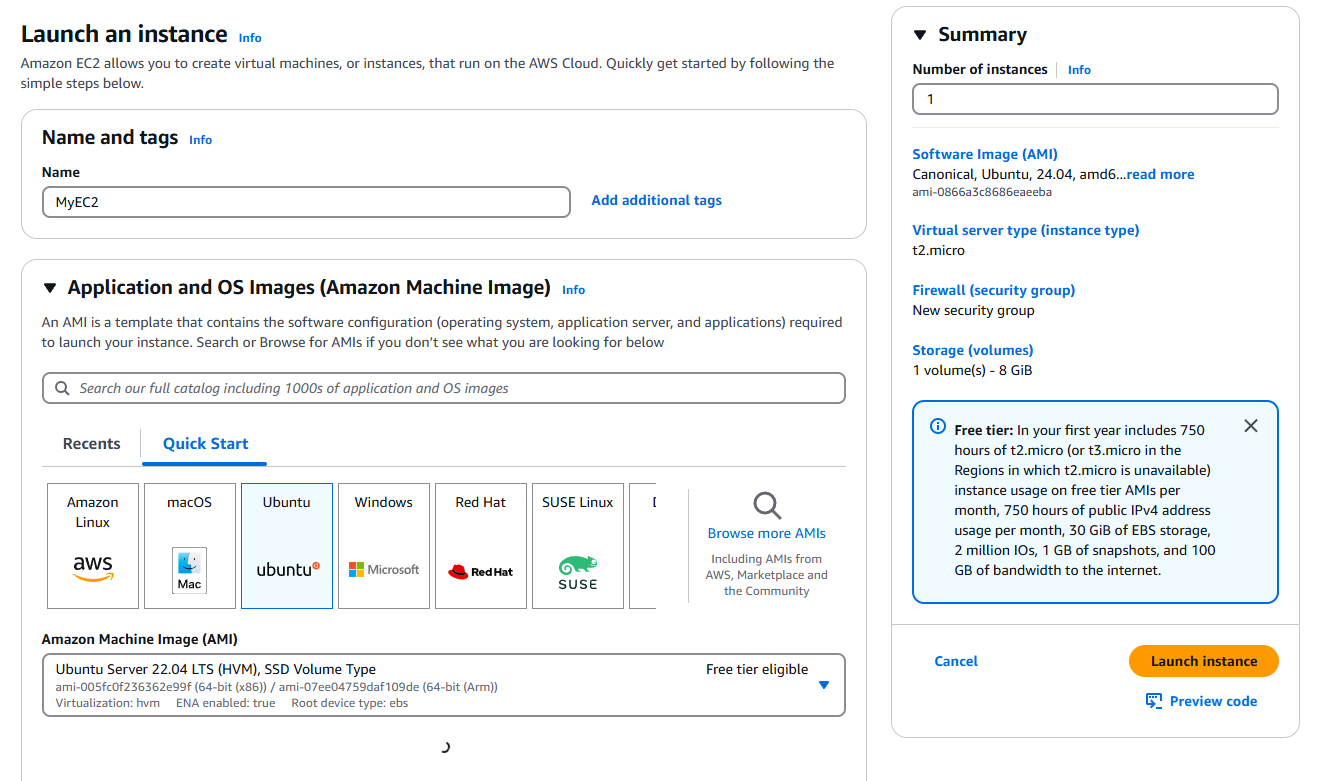 Launch an instance Info
Amazon EC2 allows you to create virtual machines, or instances, that run on the AWS Cloud. Quickly get started by following the
simple steps below.
Name and tags Info
Name
MyEC2
Add additional tags
Application and OS Images (Amazon Machine Image) Info
An AMI is a template that contains the software configuration (operating system, application server, and applications) required
to launch your instance. Search or Browse for AMIs if you don't see what you are looking for below
Search our full catalog including 1000s of application and OS images
Recents
Quick Start
Amazon
Linux
aws
macOS
Mac
Ubuntu
ubuntu
Windows
Microsoft
Red Hat
Red Hat
SUSE Linux
SUSE
Browse more AMIs
Including AMIs from
AWS, Marketplace and
the Community
Amazon Machine Image (AMI)
Ubuntu Server 22.04 LTS (HVM), SSD Volume Type
Free tier eligible
ami-005fc0f236362e99f (64-bit (x86)) / ami-07ee04759daf109de (64-bit (Arm))
Virtualization: hvm ENA enabled: true Root device type: ebs
Summary
Number of instances Info
1
Software Image (AMI)
Canonical, Ubuntu, 24.04, amd6...read more
ami-0866a3c8686eaeeba
Virtual server type (instance type)
t2.micro
Firewall (security group)
New security group
Storage (volumes)
1 volume(s) - 8 GiB
Free tier: In your first year includes 750
hours of t2.micro (or t3.micro in the
Regions in which t2.micro is unavailable)
instance usage on free tier AMIs per
month, 750 hours of public IPv4 address
usage per month, 30 GiB of EBS storage,
2 million IOs, 1 GB of snapshots, and 100
GB of bandwidth to the internet.
Cancel
Launch instance
Preview code